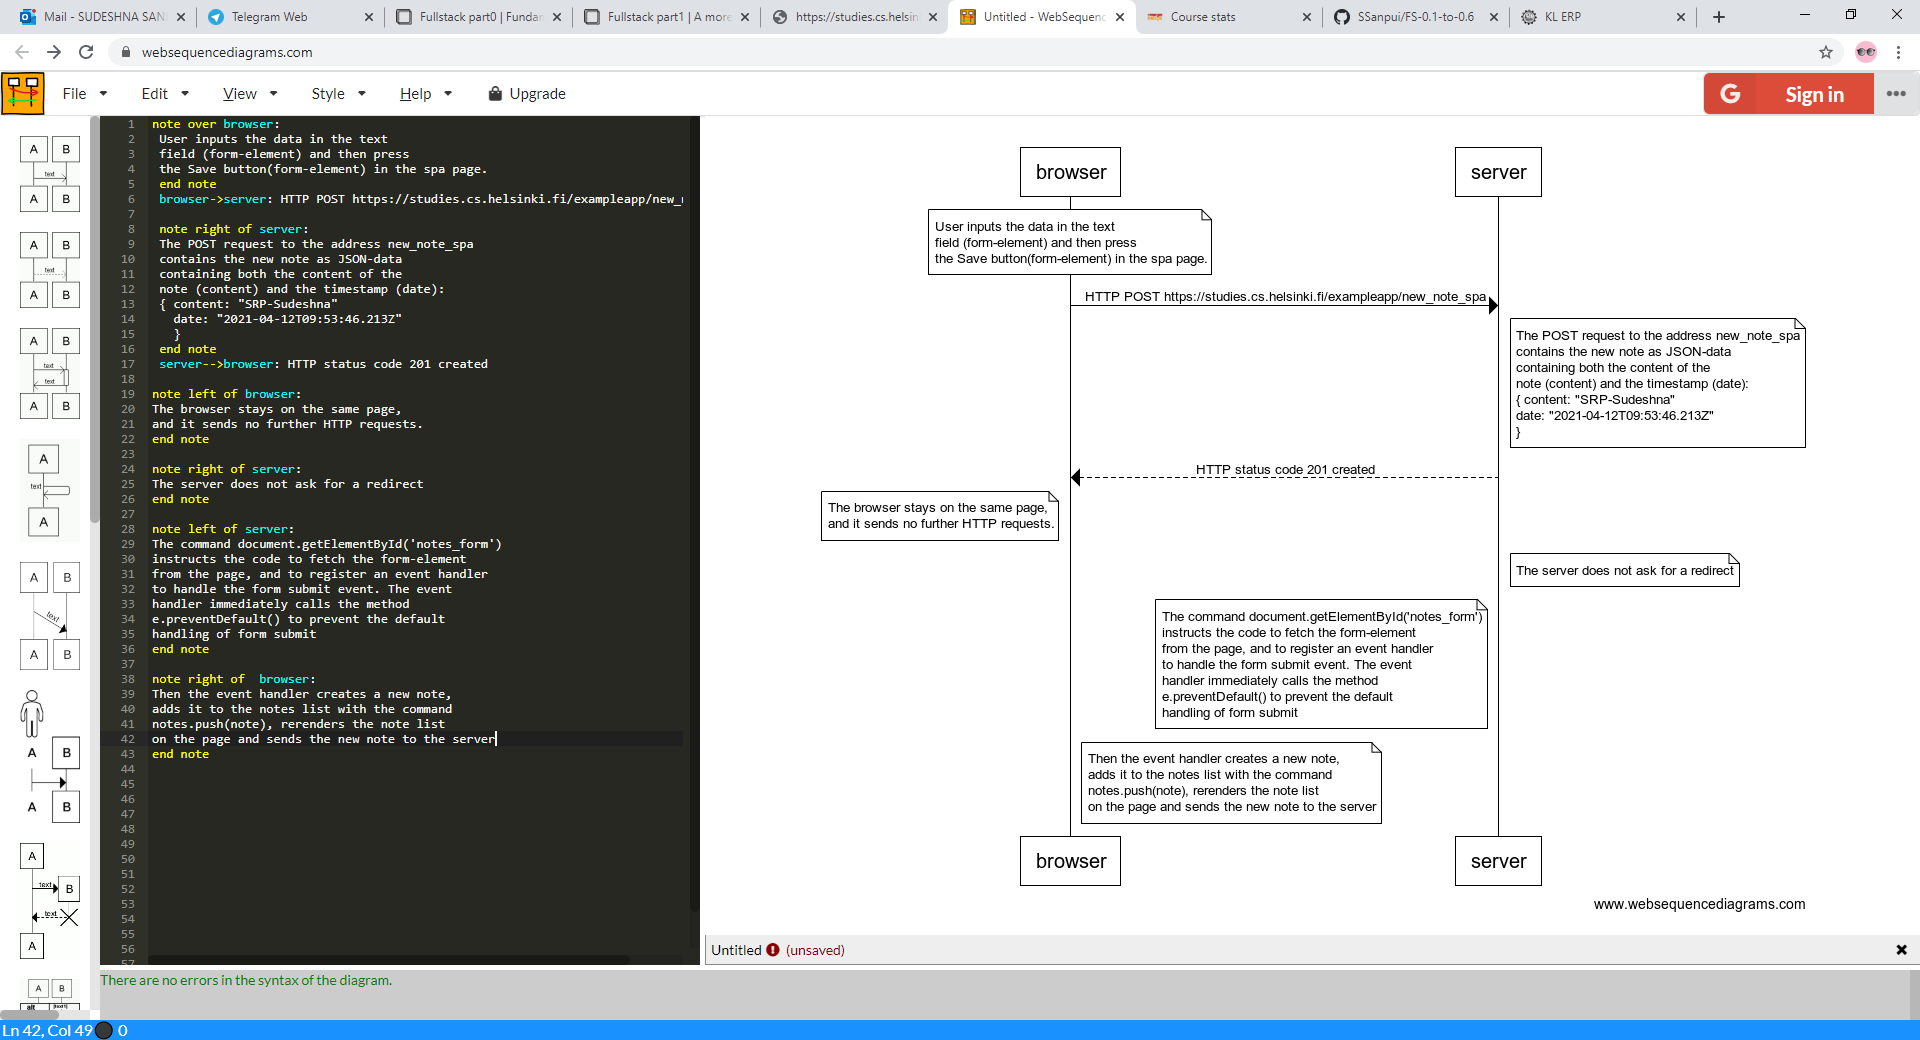 Mail - SUDESHNA SAN
Telegram Web
Fullstack part0 | Fundar
Fullstack part1 | A more
https://studies.cs.helsin
Untitled - WebSequenc
Course stats
SSanpui/FS-0.1-to-0.6
KL ERP
websequencediagrams.com
File
Edit
View
Style
Help
Upgrade
G
Sign in
1 note over browser:
2 User inputs the data in the text
3 field (form-element) and then press
4 the Save button(form-element) in the spa page.
5 end note
6 browser->server: HTTP POST https://studies.cs.helsinki.fi/exampleapp/new_
7
8 note right of server:
9 The POST request to the address new_note_spa
10 contains the new note as JSON-data
11 containing both the content of the
12 note (content) and the timestamp (date):
13 { content: "SRP-Sudeshna"
14 date: "2021-04-12T09:53:46.213Z"
15 }
16 end note
17 server-->browser: HTTP status code 201 created
18
19 note left of browser:
20 The browser stays on the same page,
21 and it sends no further HTTP requests.
22 end note
23
24 note right of server:
25 The server does not ask for a redirect
26 end note
27
28 note left of server:
29 The command document.getElementById('notes_form')
30 instructs the code to fetch the form-element
31 from the page, and to register an event handler
32 to handle the form submit event. The event
33 handler immediately calls the method
34 e.preventDefault() to prevent the default
35 handling of form submit
36 end note
37
38 note right of  browser:
39 Then the event handler creates a new note,
40 adds it to the notes list with the command
41 notes.push(note), rerenders the note list
42 on the page and sends the new note to the server
43 end note
44
45
46
47
48
49
50
51
52
53
54
55
56
57
A B
text
A B
A B
text
A B
A B
text
text
A B
A
text
A
A B
text
A B
A B
A B
A
text B
text
A
A B
alt [text]
browser
server
User inputs the data in the text
field (form-element) and then press
the Save button(form-element) in the spa page.
HTTP POST https://studies.cs.helsinki.fi/exampleapp/new_note_spa
The POST request to the address new_note_spa
contains the new note as JSON-data
containing both the content of the
note (content) and the timestamp (date):
{ content: "SRP-Sudeshna"
date: "2021-04-12T09:53:46.213Z"
}
HTTP status code 201 created
The browser stays on the same page,
and it sends no further HTTP requests.
The server does not ask for a redirect
The command document.getElementById('notes_form')
instructs the code to fetch the form-element
from the page, and to register an event handler
to handle the form submit event. The event
handler immediately calls the method
e.preventDefault() to prevent the default
handling of form submit
Then the event handler creates a new note,
adds it to the notes list with the command
notes.push(note), rerenders the note list
on the page and sends the new note to the server
browser
server
www.websequencediagrams.com
Untitled (unsaved)
There are no errors in the syntax of the diagram.
Ln 42, Col 49 0